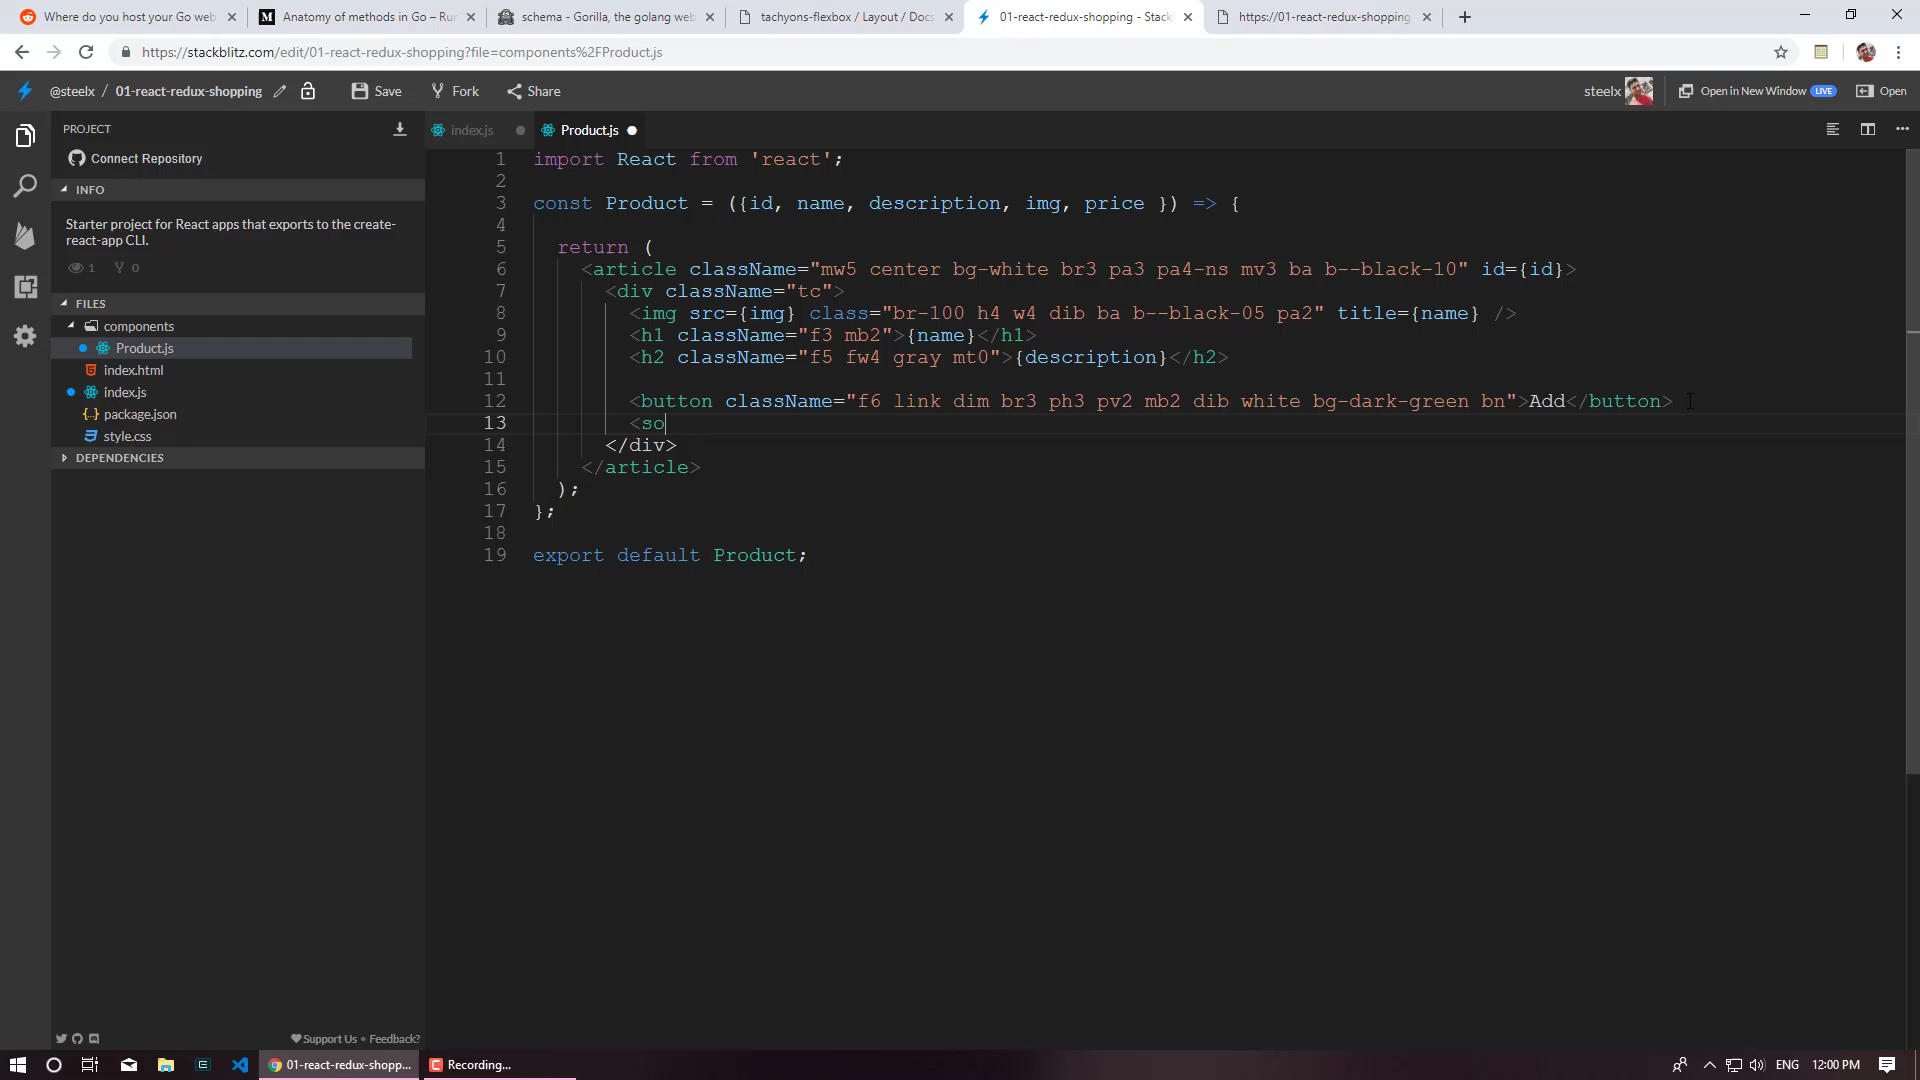 Where do you host your Go web
Anatomy of methods in Go – Run
schema - Gorilla, the golang web
tachyons-flexbox / Layout / Docs
01-react-redux-shopping - Stack
https://01-react-redux-shopping
https://stackblitz.com/edit/01-react-redux-shopping?file=components%2FProduct.js
@steelx / 01-react-redux-shopping
Save
Fork
Share
steelx
Open in New Window LIVE
Open
PROJECT
Connect Repository
INFO
Starter project for React apps that exports to the create-
react-app CLI.
1 0
FILES
components
Product.js
index.html
index.js
package.json
style.css
DEPENDENCIES
Support Us • Feedback?
index.js
Product.js
1 import React from 'react';
2
3 const Product = ({id, name, description, img, price }) => {
4
5 return (
6 <article className="mw5 center bg-white br3 pa3 pa4-ns mv3 ba b--black-10" id={id}>
7 <div className="tc">
8 <img src={img} class="br-100 h4 w4 dib ba b--black-05 pa2" title={name} />
9 <h1 className="f3 mb2">{name}</h1>
10 <h2 className="f5 fw4 gray mt0">{description}</h2>
11
12 <button className="f6 link dim br3 ph3 pv2 mb2 dib white bg-dark-green bn">Add</button>
13 <so
14 </div>
15 </article>
16 );
17 };
18
19 export default Product;
01-react-redux-shopp...
Recording...
ENG
12:00 PM